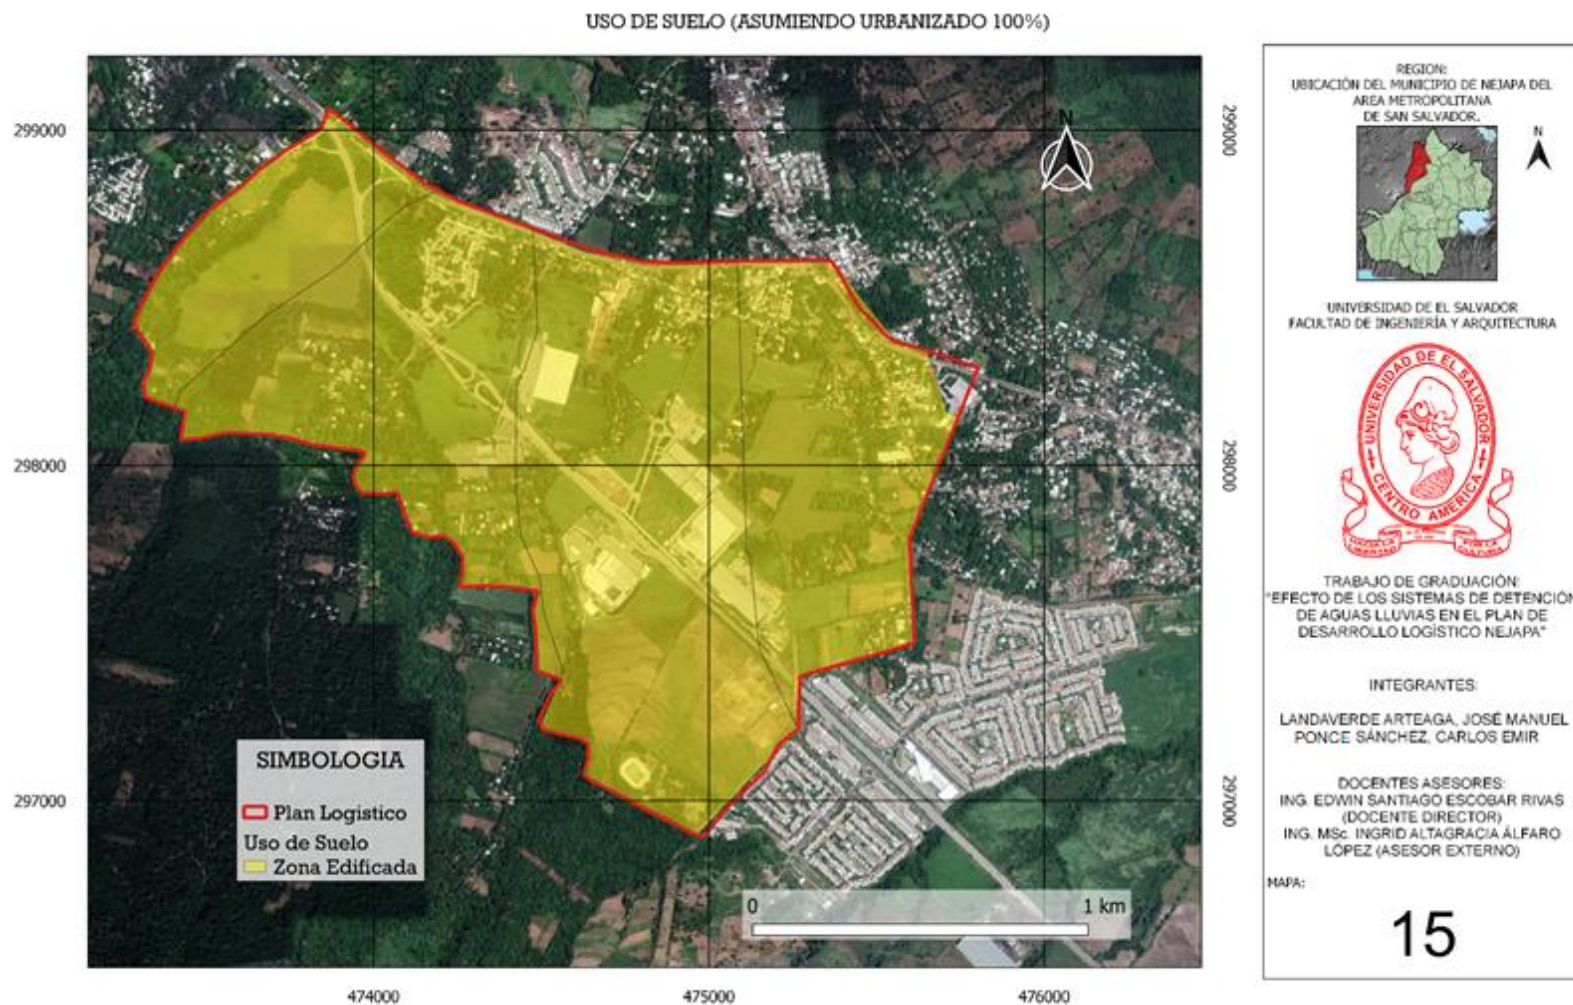 USO DE SUELO (ASUMIENDO URBANIZADO 100%)
299000
298000
297000
299000
298000
297000
474000
475000
476000
N
SIMBOLOGIA
Plan Logístico
Uso de Suelo
Zona Edificada
0
1 km
REGION:
UBICACIÓN DEL MUNICIPIO DE NEJAPA DEL
AREA METROPOLITANA
DE SAN SALVADOR.
N
UNIVERSIDAD DE EL SALVADOR
FACULTAD DE INGENIERÍA Y ARQUITECTURA
UNIVERSIDAD DE EL SALVADOR
CENTRO AMERICA
TRABAJO DE GRADUACIÓN:
"EFECTO DE LOS SISTEMAS DE DETENCIÓN
DE AGUAS LLUVIAS EN EL PLAN DE
DESARROLLO LOGÍSTICO NEJAPA"
INTEGRANTES:
LANDAVERDE ARTEAGA, JOSÉ MANUEL
PONCE SÁNCHEZ, CARLOS EMIR
DOCENTES ASESORES:
ING. EDWIN SANTIAGO ESCOBAR RIVAS
(DOCENTE DIRECTOR)
ING. MSc. INGRID ALTAGRACIA ÁLFARO
LÓPEZ (ASESOR EXTERNO)
MAPA:
15